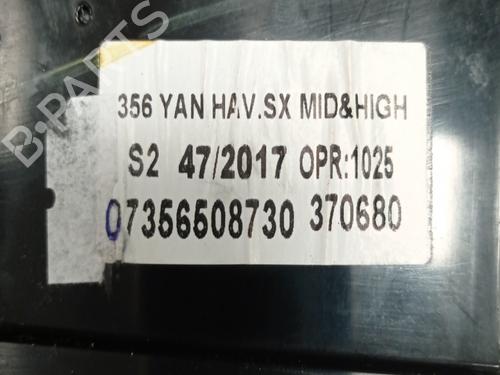 B-PARTS
356 YAN HAV.SX MID&HIGH
S2 47/2017 OPR:1025
07356508730 370680